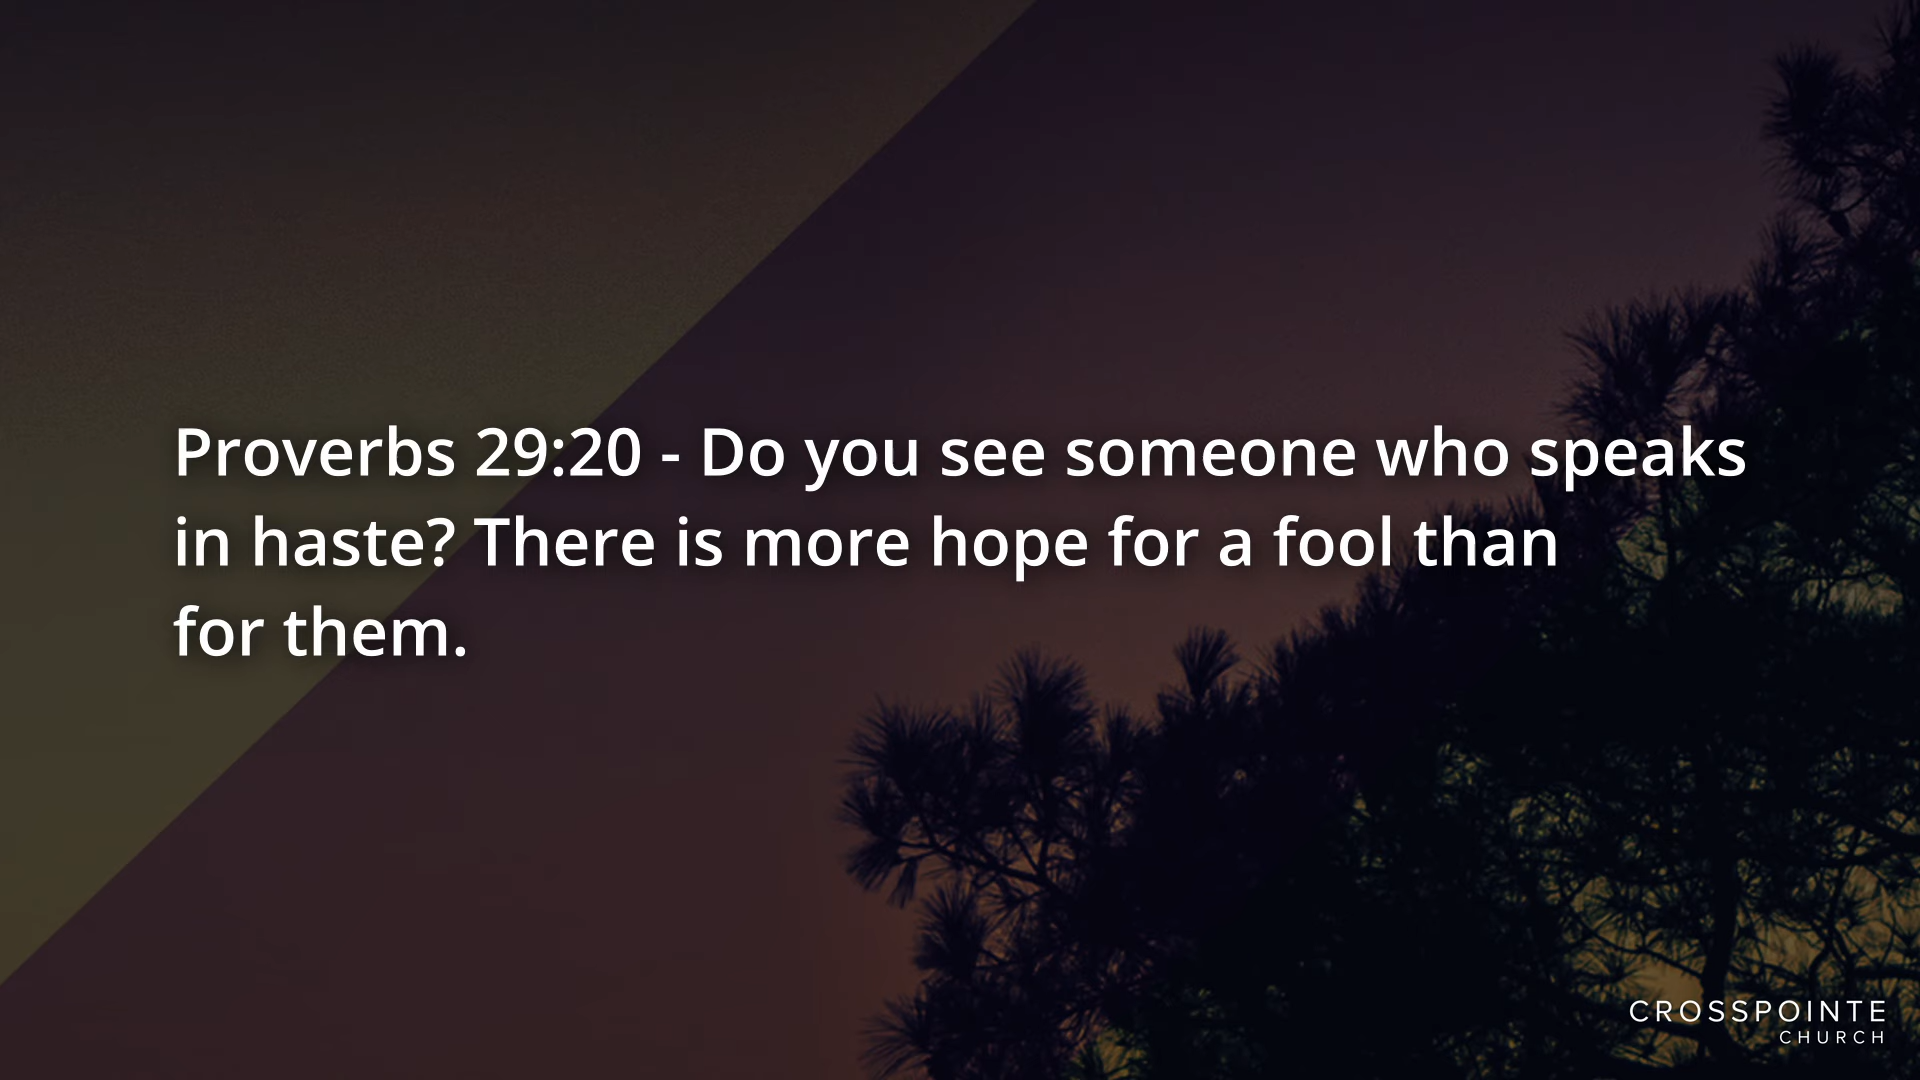 Proverbs 29:20 - Do you see someone who speaks
in haste? There is more hope for a fool than
for them.
CROSSPOINTE
CHURCH